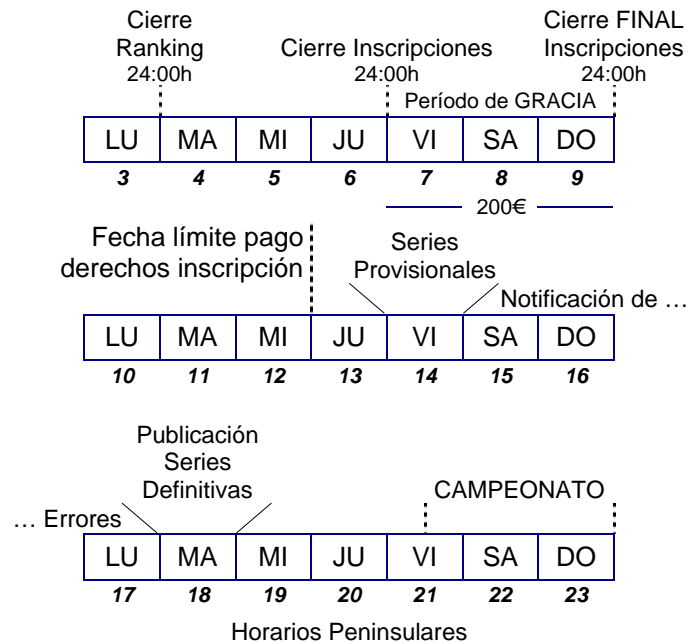 Cierre
Ranking
24:00h
Cierre Inscripciones
24:00h
Cierre FINAL
Inscripciones
24:00h
Período de GRACIA
LU MA MI JU VI SA DO
3 4 5 6 7 8 9
200€
Fecha límite pago
derechos inscripción
Series
Provisionales
Notificación de …
LU MA MI JU VI SA DO
10 11 12 13 14 15 16
Publicación
Series
Definitivas
… Errores
CAMPEONATO
LU MA MI JU VI SA DO
17 18 19 20 21 22 23
Horarios Peninsulares